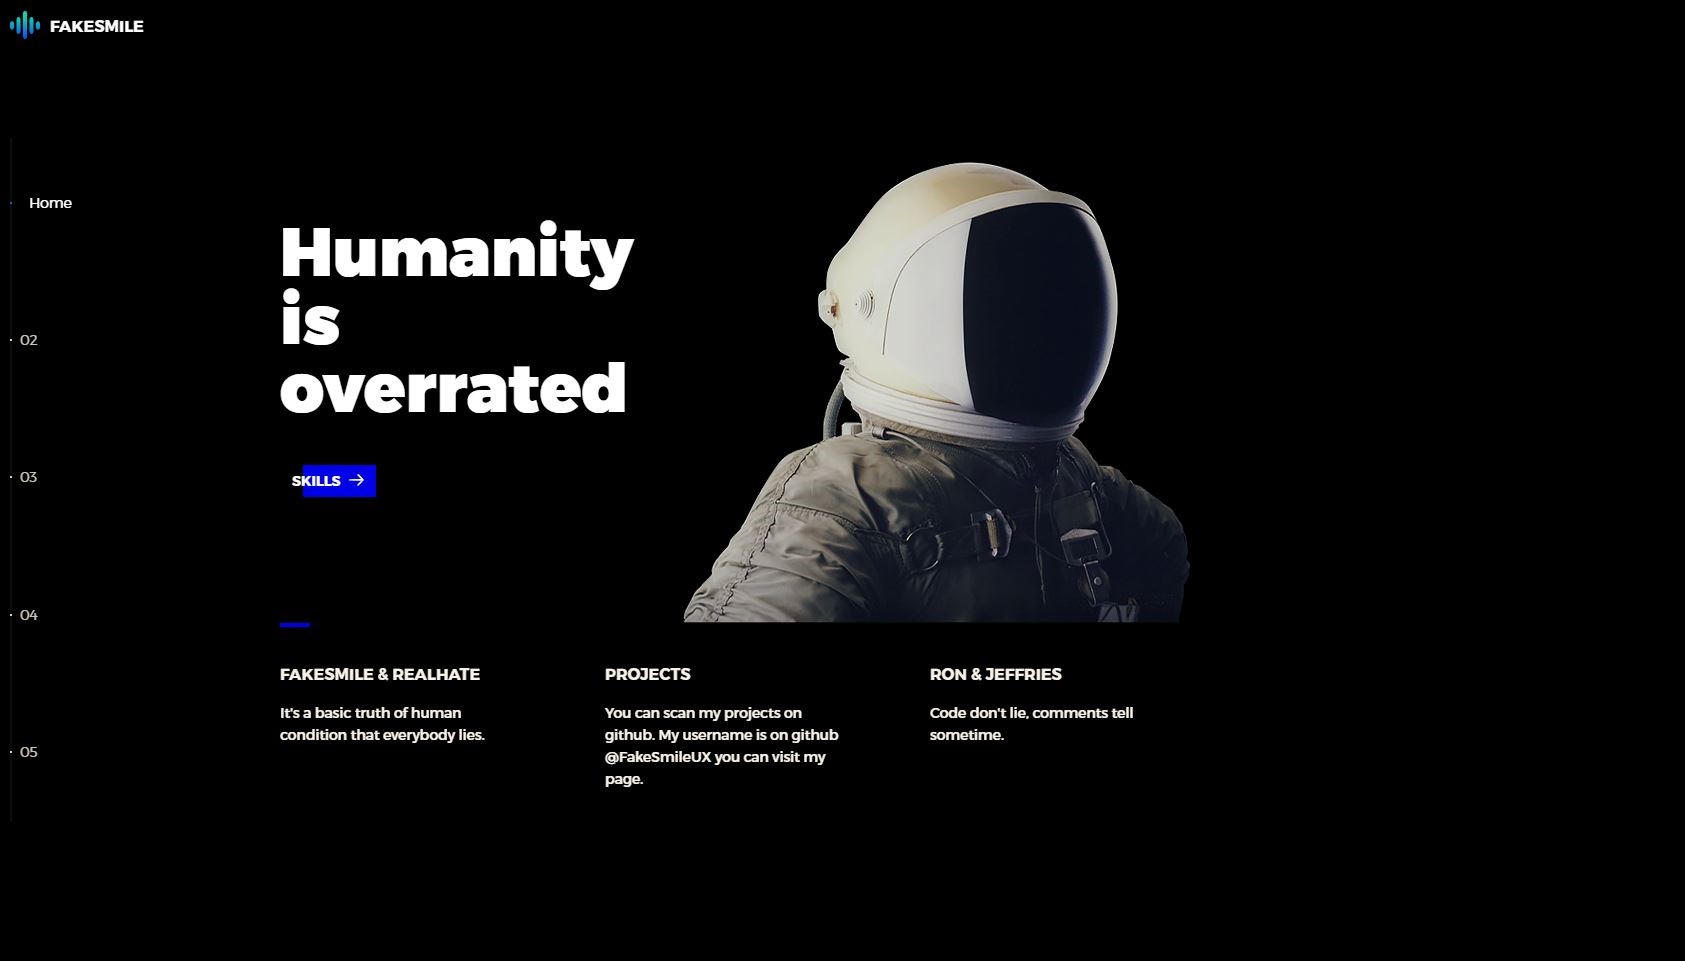 FAKESMILE
Home
02
03
04
05
Humanity
is
overrated
SKILLS →
FAKESMILE & REALHATE
It's a basic truth of human
condition that everybody lies.
PROJECTS
You can scan my projects on
github. My username is on github
@FakeSmileUX you can visit my
page.
RON & JEFFRIES
Code don't lie, comments tell
sometime.